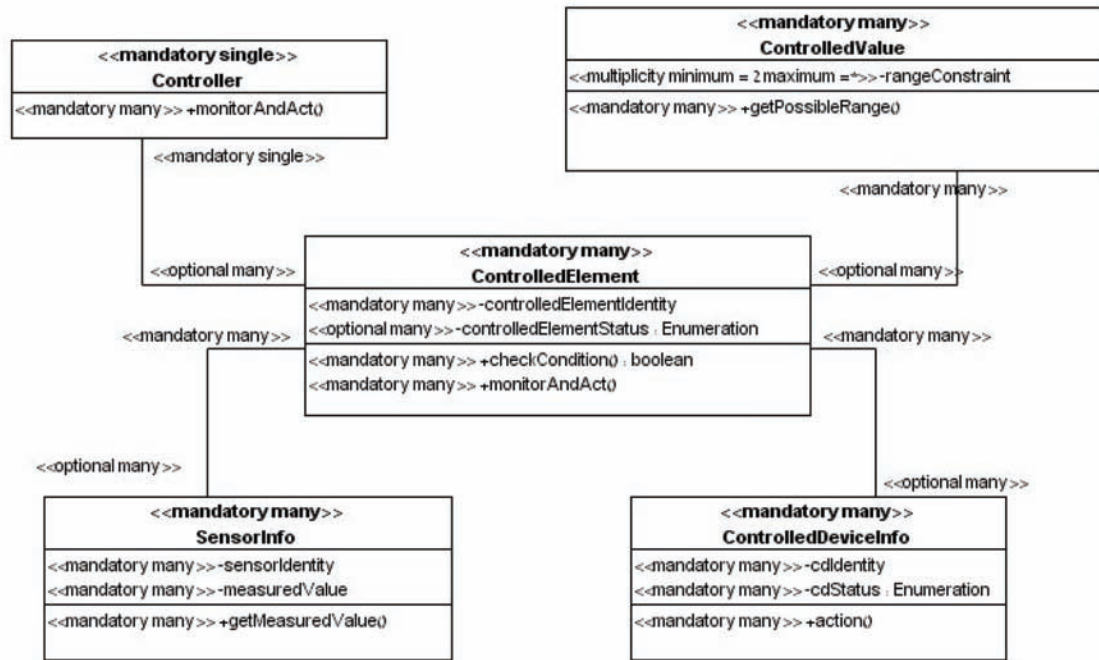 <<mandatory single>>
Controller
<<mandatory many>> +monitorAndAct()
<<mandatory many>>
ControlledValue
<<multiplicity minimum = 2 maximum =*>> -rangeConstraint
<<mandatory many>> +getPossibleRange()
<<mandatory single>>
<<mandatory many>>
<<optional many>>
<<mandatory many>>
ControlledElement
<<mandatory many>> -controlledElementIdentity
<<optional many>> -controlledElementStatus : Enumeration
<<mandatory many>> +checkCondition() : boolean
<<mandatory many>> +monitorAndAct()
<<optional many>>
<<mandatory many>>
<<mandatory many>>
<<optional many>>
<<optional many>>
<<mandatory many>>
SensorInfo
<<mandatory many>> -sensorIdentity
<<mandatory many>> -measuredValue
<<mandatory many>> +getMeasuredValue()
<<mandatory many>>
ControlledDeviceInfo
<<mandatory many>> -cdIdentity
<<mandatory many>> -cdStatus : Enumeration
<<mandatory many>> +action()